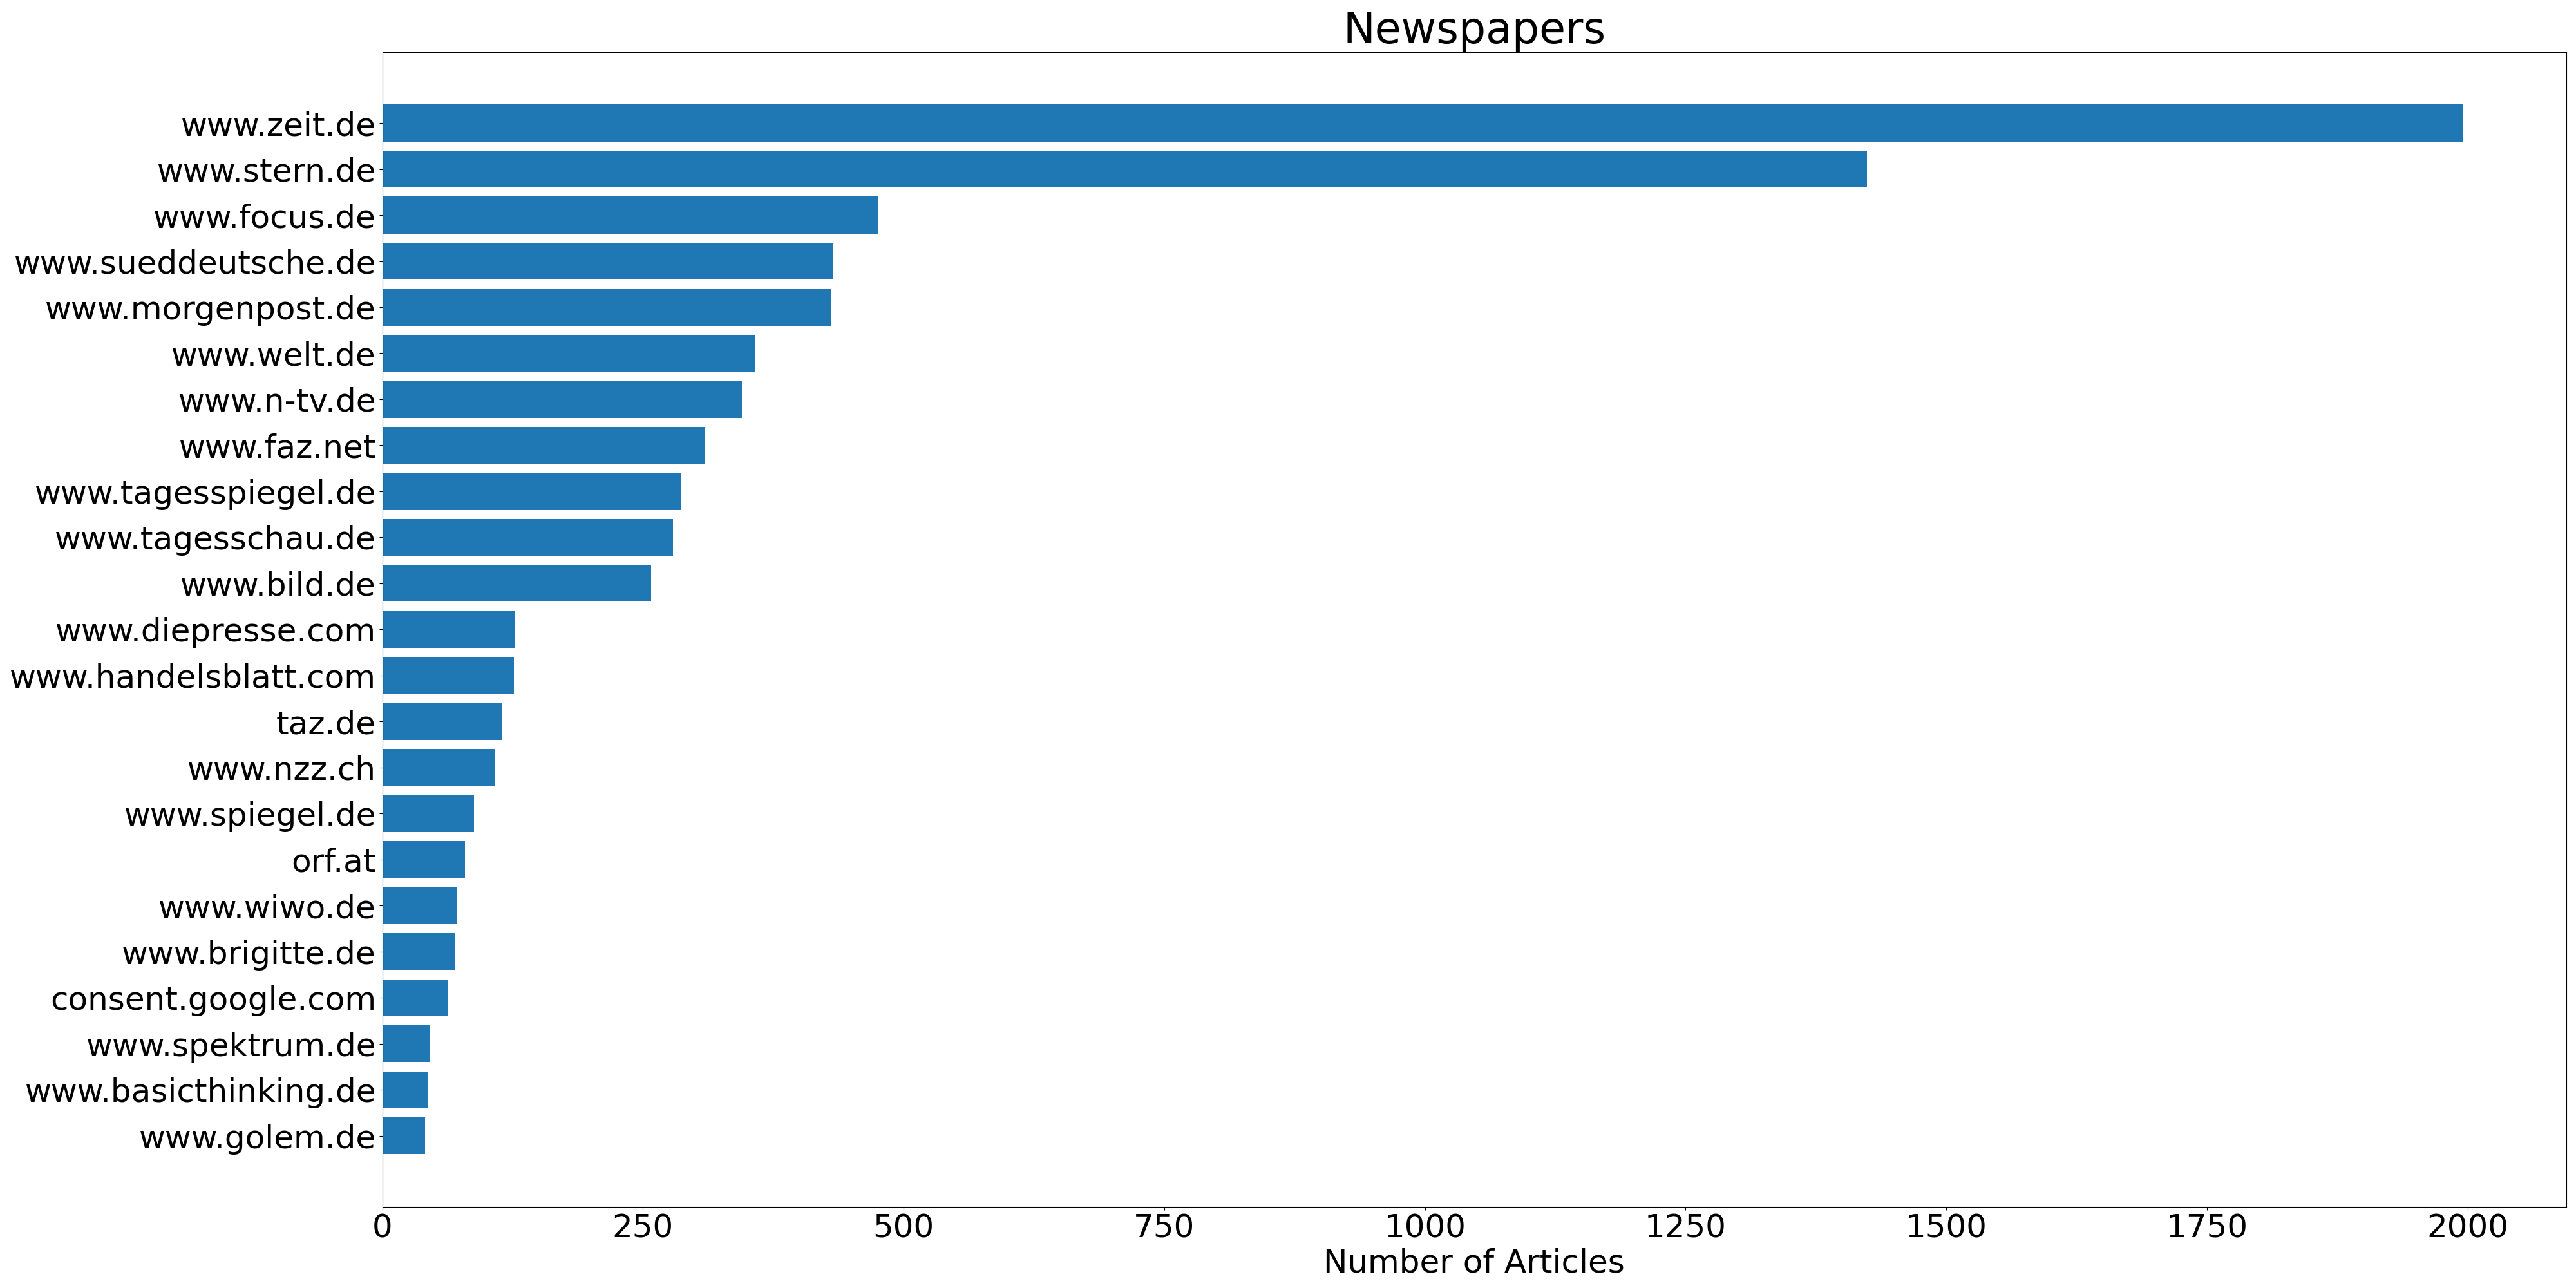 Newspapers
www.zeit.de
www.stern.de
www.focus.de
www.sueddeutsche.de
www.morgenpost.de
www.welt.de
www.n-tv.de
www.faz.net
www.tagesspiegel.de
www.tagesschau.de
www.bild.de
www.diepresse.com
www.handelsblatt.com
taz.de
www.nzz.ch
www.spiegel.de
orf.at
www.wiwo.de
www.brigitte.de
consent.google.com
www.spektrum.de
www.basicthinking.de
www.golem.de
0 250 500 750 1000 1250 1500 1750 2000
Number of Articles